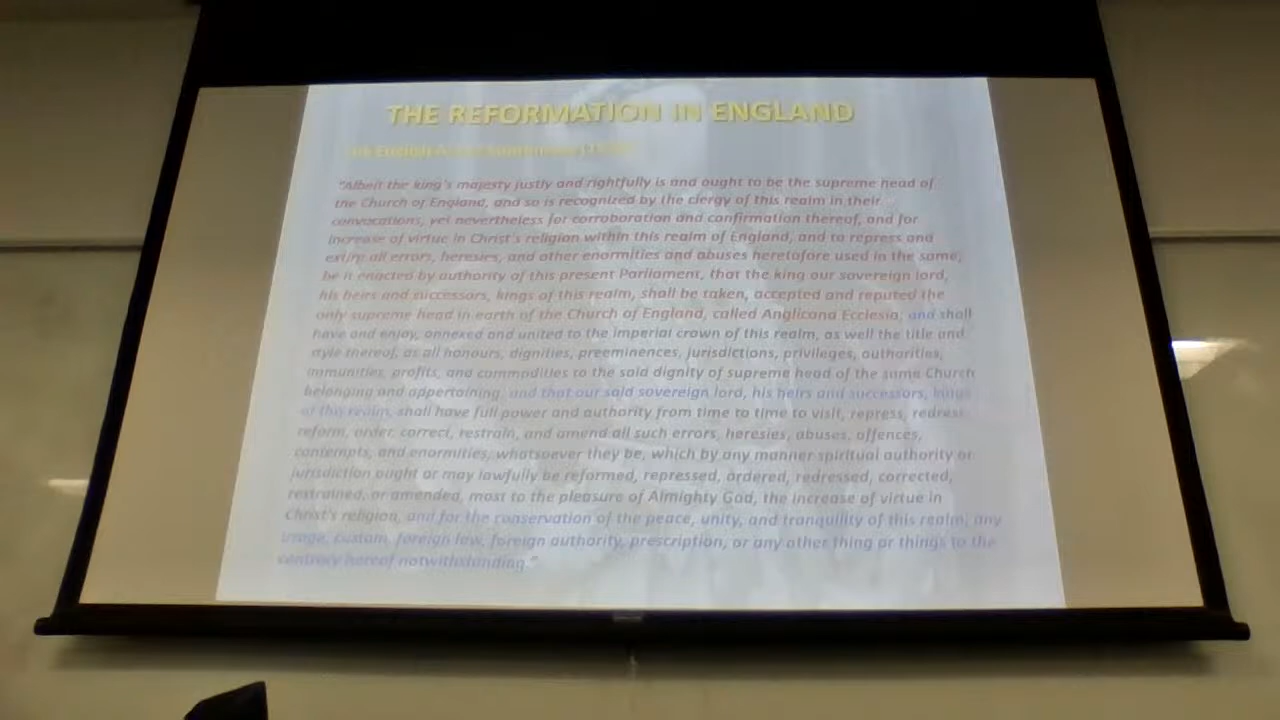 THE REFORMATION IN ENGLAND
The English
"Albeit the king's majesty justly and rightfully is and ought to be the supreme head of
the Church of England, and so is recognized by the clergy of this realm in their
convocations, yet nevertheless for corroboration and confirmation thereof, and for
increase of virtue in Christ's religion within this realm of England, and to repress and
extirp all errors, heresies, and other enormities and abuses heretofore used in the same,
be it enacted by authority of this present Parliament, that the king our sovereign lord,
his heirs and successors, kings of this realm, shall be taken, accepted and reputed the
only supreme head in earth of the Church of England, called Anglicana Ecclesia; and shall
have and enjoy, annexed and united to the imperial crown of this realm, as well the title and
style thereof, as all honours, dignities, preeminences, jurisdictions, privileges, authorities,
immunities, profits, and commodities to the said dignity of supreme head of the same Church
belonging and appertaining; and that our said sovereign lord, his heirs and successors, kings
of this realm, shall have full power and authority from time to time to visit, repress, redress,
reform, order, correct, restrain, and amend all such errors, heresies, abuses, offences,
contempts, and enormities, whatsoever they be, which by any manner spiritual authority or
jurisdiction ought or may lawfully be reformed, repressed, ordered, redressed, corrected,
restrained, or amended, most to the pleasure of Almighty God, the increase of virtue in
Christ's religion, and for the conservation of the peace, unity, and tranquility of this realm; any
usage, custom, foreign law, foreign authority, prescription, or any other thing or things to the
contrary hereof notwithstanding."